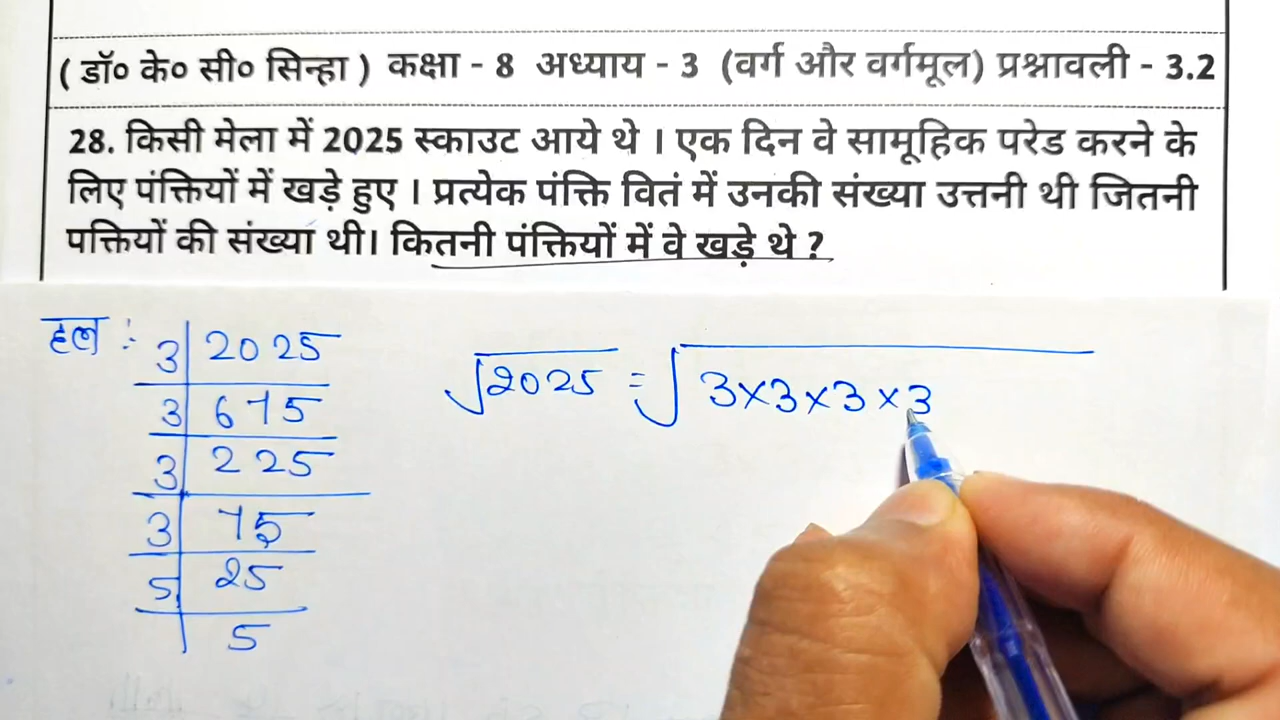 ( डॉ० के० सी० सिन्हा ) कक्षा - 8 अध्याय - 3 (वर्ग और वर्गमूल) प्रश्नावली - 3.2
28. किसी मेला में 2025 स्काउट आये थे । एक दिन वे सामूहिक परेड करने के
लिए पंक्तियों में खड़े हुए । प्रत्येक पंक्ति वितं में उनकी संख्या उत्तनी थी जितनी
पक्तियों की संख्या थी। कितनी पंक्तियों में वे खड़े थे ?
हल :-
3 | 2025
3 | 675
3 | 225
3 | 75
5 | 25
| 5
√2025 = √3×3×3×3